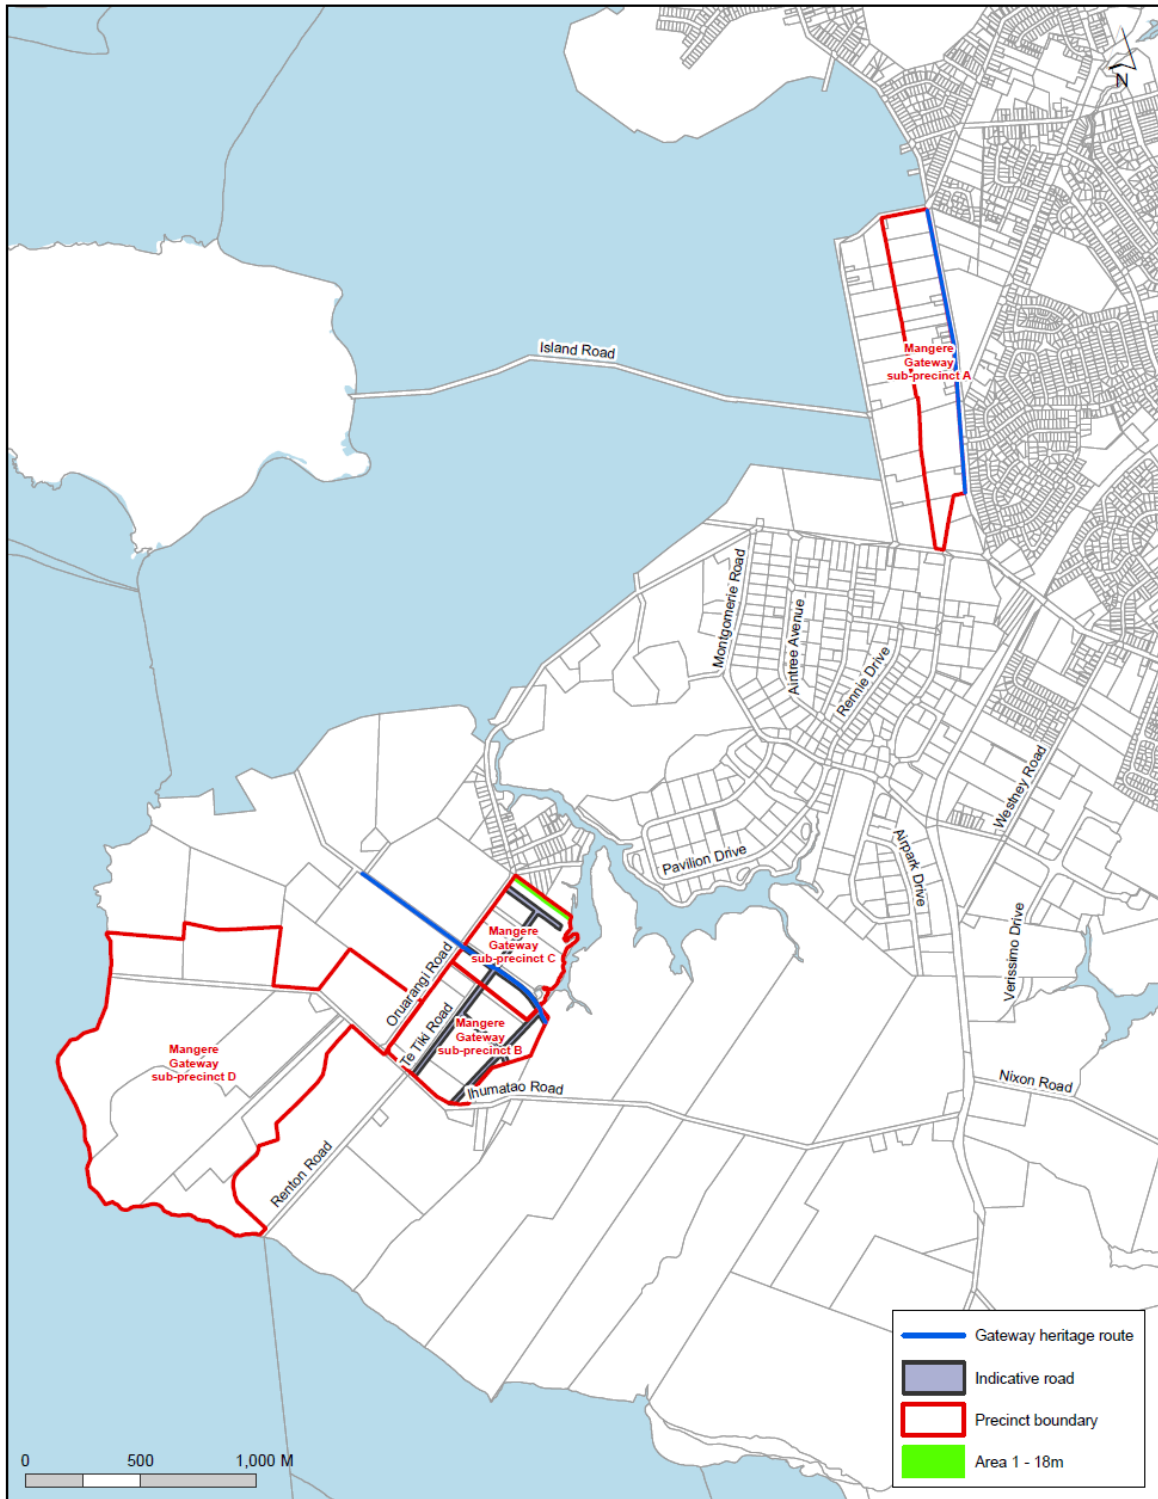 N
Island Road
Mangere
Gateway
sub-precinct A
Montgomerie Road
Aintree Avenue
Rennie Drive
Westney Road
Pavilion Drive
Airpark Drive
Verissimo Drive
Mangere
Gateway
sub-precinct C
Oruarangi Road
Te Tiki Road
Mangere
Gateway
sub-precinct B
Mangere
Gateway
sub-precinct D
Ihumatao Road
Nixon Road
Renton Road
Gateway heritage route
Indicative road
Precinct boundary
Area 1 - 18m
0 500 1,000 M